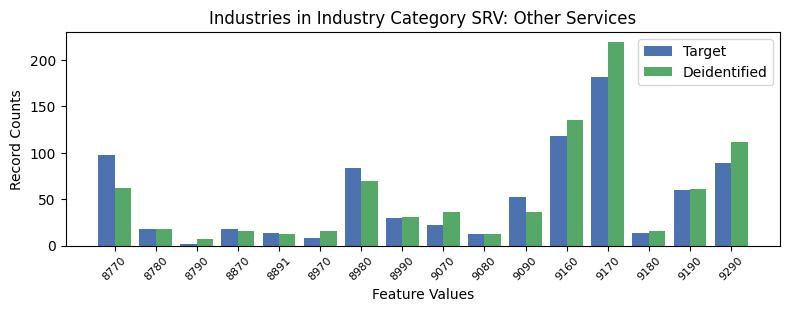 Industries in Industry Category SRV: Other Services
Target
Deidentified
Record Counts
200
150
100
50
0
8770 8780 8790 8870 8891 8970 8980 8990 9070 9080 9090 9160 9170 9180 9190 9290
Feature Values